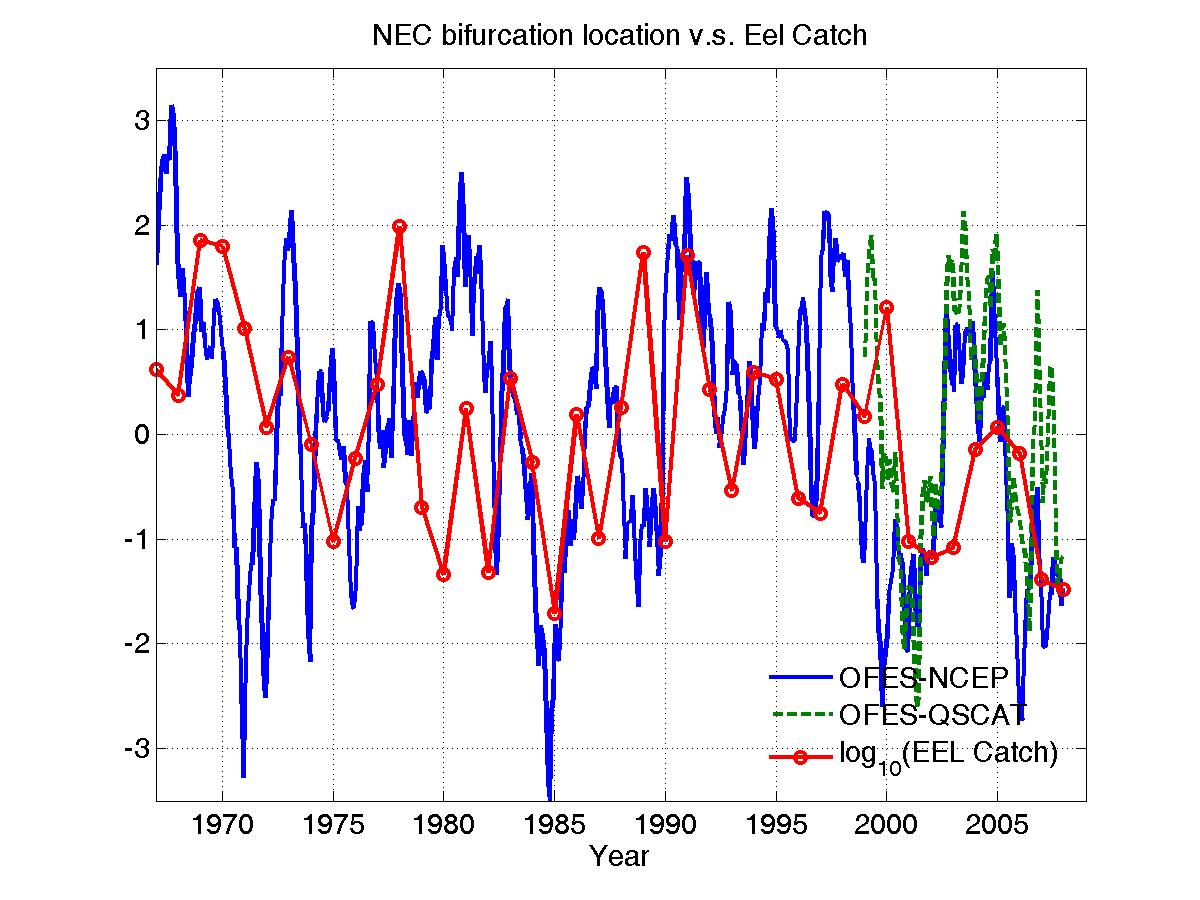 NEC bifurcation location v.s. Eel Catch
3
2
1
0
-1
-2
-3
OFES-NCEP
OFES-QSCAT
log10(EEL Catch)
1970 1975 1980 1985 1990 1995 2000 2005
Year